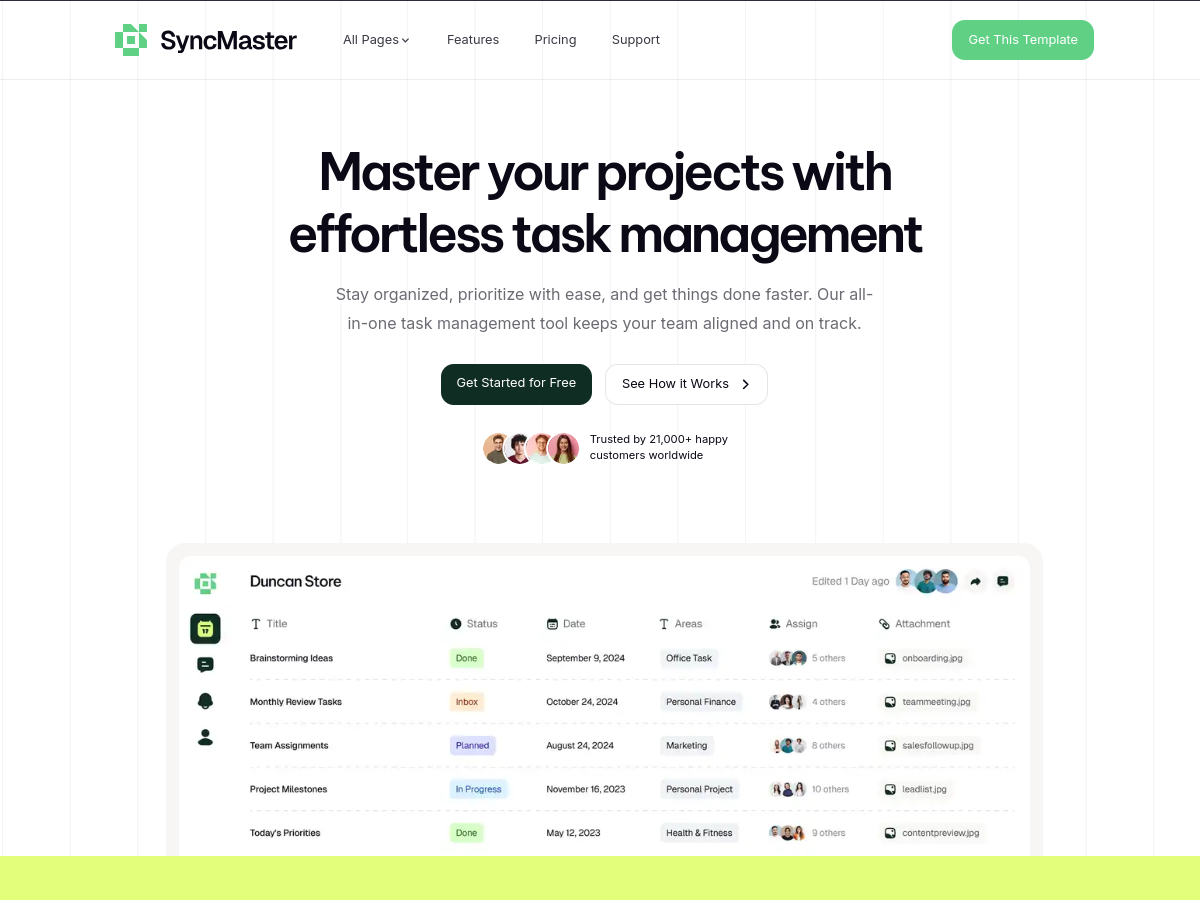 SyncMaster
All Pages
Features
Pricing
Support
Get This Template
Master your projects with
effortless task management
Stay organized, prioritize with ease, and get things done faster. Our all-
in-one task management tool keeps your team aligned and on track.
Get Started for Free
See How it Works
Trusted by 21,000+ happy
customers worldwide
Duncan Store
Edited 1 Day ago
17
Title Status Date Areas Assign Attachment
Brainstorming Ideas Done September 9, 2024 Office Task 5 others onboarding.jpg
Monthly Review Tasks Inbox October 24, 2024 Personal Finance 4 others teammeeting.jpg
Team Assignments Planned August 24, 2024 Marketing 8 others salesfollowup.jpg
Project Milestones In Progress November 16, 2023 Personal Project 10 others leadlist.jpg
Today's Priorities Done May 12, 2023 Health & Fitness 9 others contentpreview.jpg